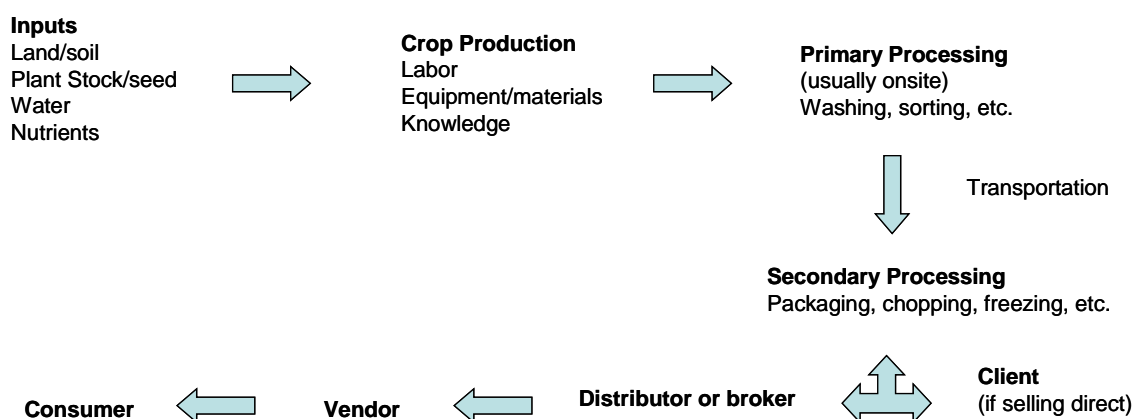 Inputs
Land/soil
Plant Stock/seed
Water
Nutrients
Crop Production
Labor
Equipment/materials
Knowledge
Primary Processing
(usually onsite)
Washing, sorting, etc.
Transportation
Secondary Processing
Packaging, chopping, freezing, etc.
Client
(if selling direct)
Distributor or broker
Vendor
Consumer